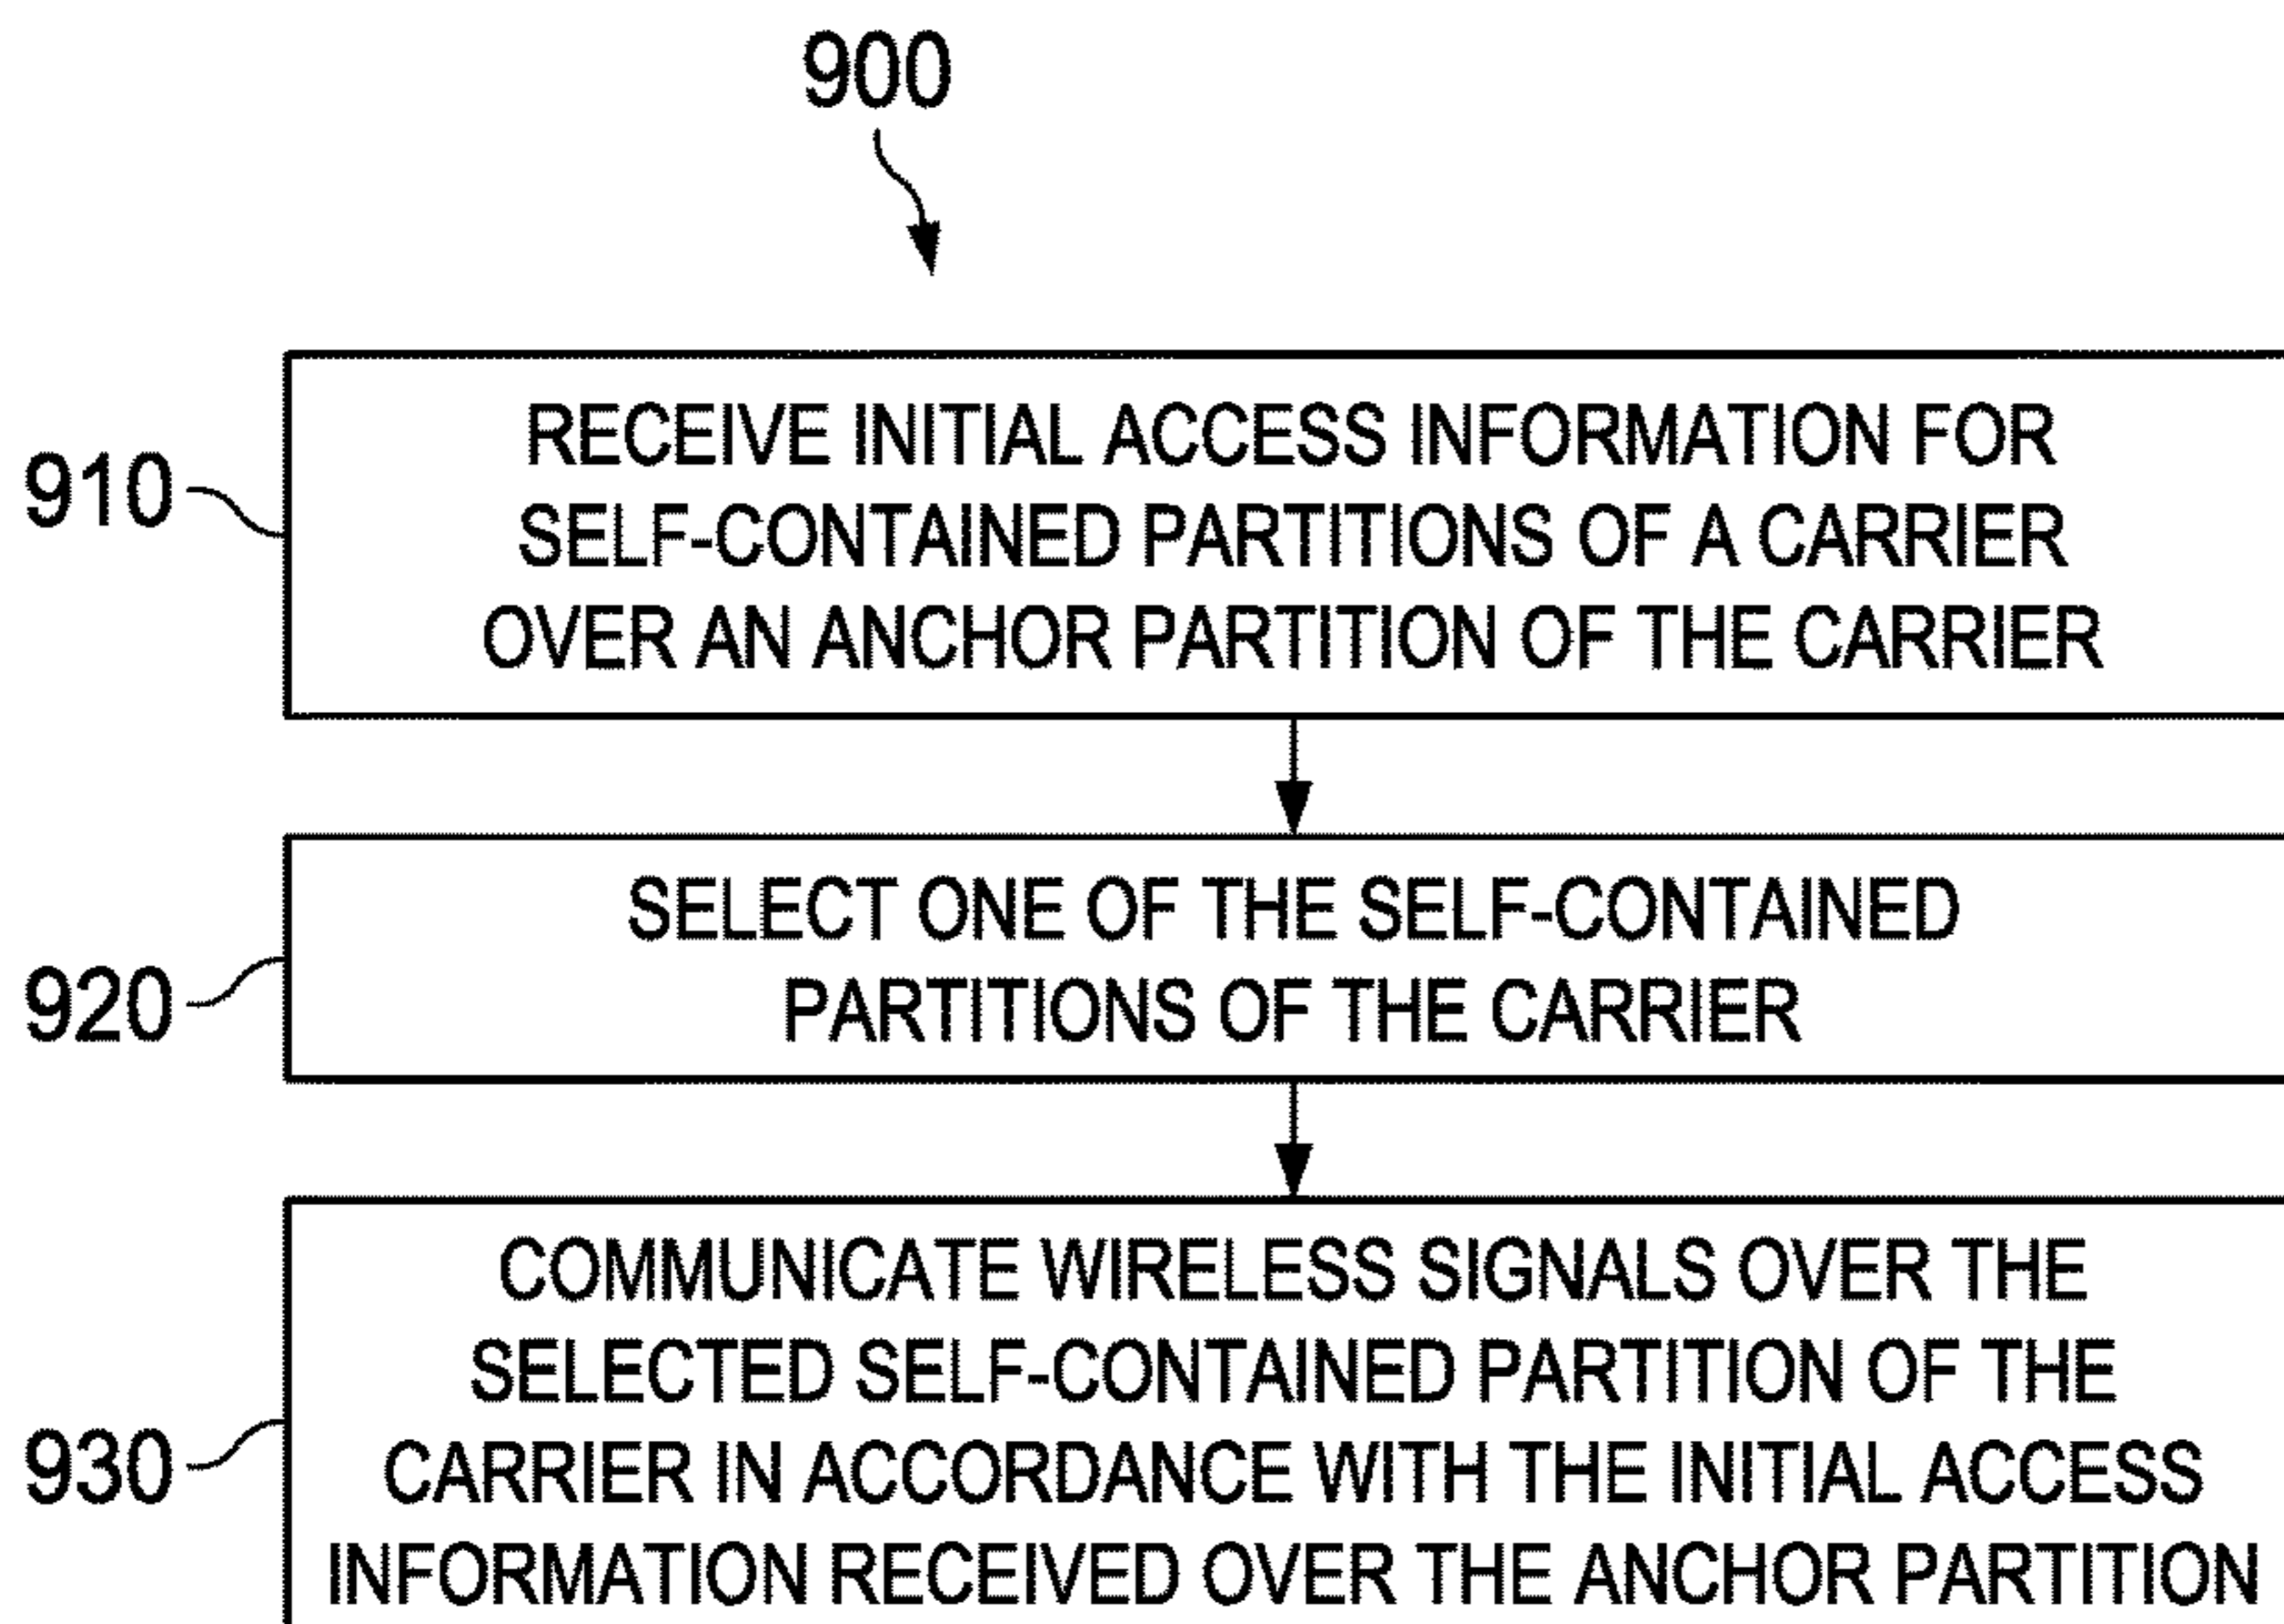 900
910
RECEIVE INITIAL ACCESS INFORMATION FOR
SELF-CONTAINED PARTITIONS OF A CARRIER
OVER AN ANCHOR PARTITION OF THE CARRIER
920
SELECT ONE OF THE SELF-CONTAINED
PARTITIONS OF THE CARRIER
930
COMMUNICATE WIRELESS SIGNALS OVER THE
SELECTED SELF-CONTAINED PARTITION OF THE
CARRIER IN ACCORDANCE WITH THE INITIAL ACCESS
INFORMATION RECEIVED OVER THE ANCHOR PARTITION